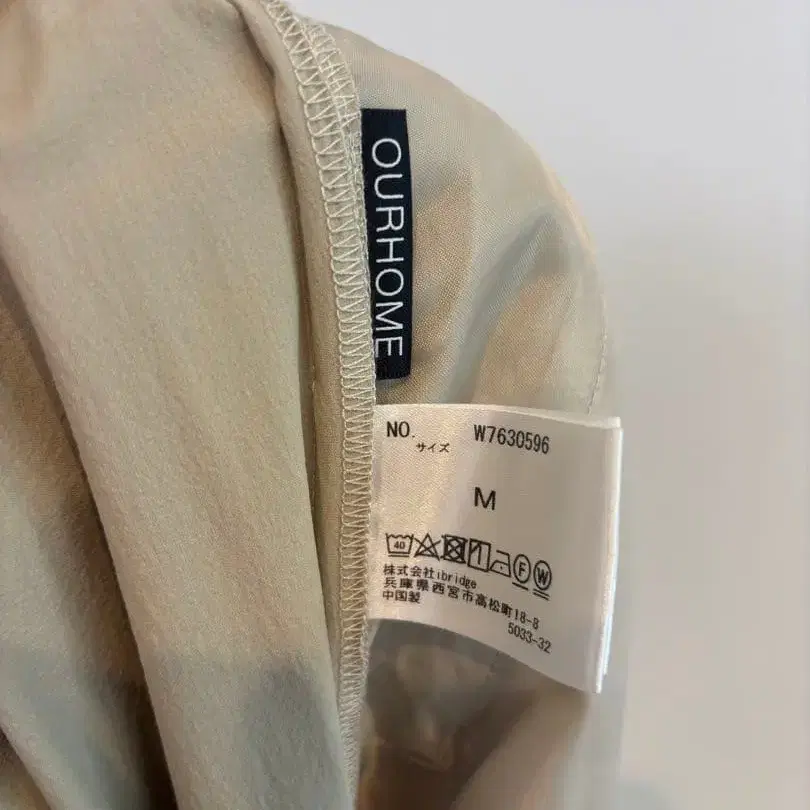 OURHOME
NO. W7630596
サイズ
M
40 F W
株式会社ibridge
兵庫県西宮市高松町18-8
中国製
5033-32